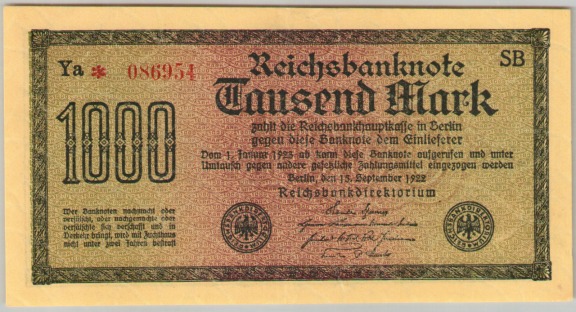 Ya * 086954
SB
Reichsbanknote
Tausend Mark
zahlt die Reichsbankhauptkasse in Berlin
gegen diese Banknote dem Einlieferer
Vom 1. Januar 1923 ab kann diese Banknote aufgerufen und unter
Umtausch gegen andere gesetzliche Zahlungsmittel eingezogen werden
Berlin, den 15. September 1922
Reichsbankdirektorium
1000
Wer Banknoten nachmacht oder
verfälscht, oder nachgemachte oder
verfälschte sich verschafft und in
Verkehr bringt, wird mit Zuchthaus
nicht unter zwei Jahren bestraft